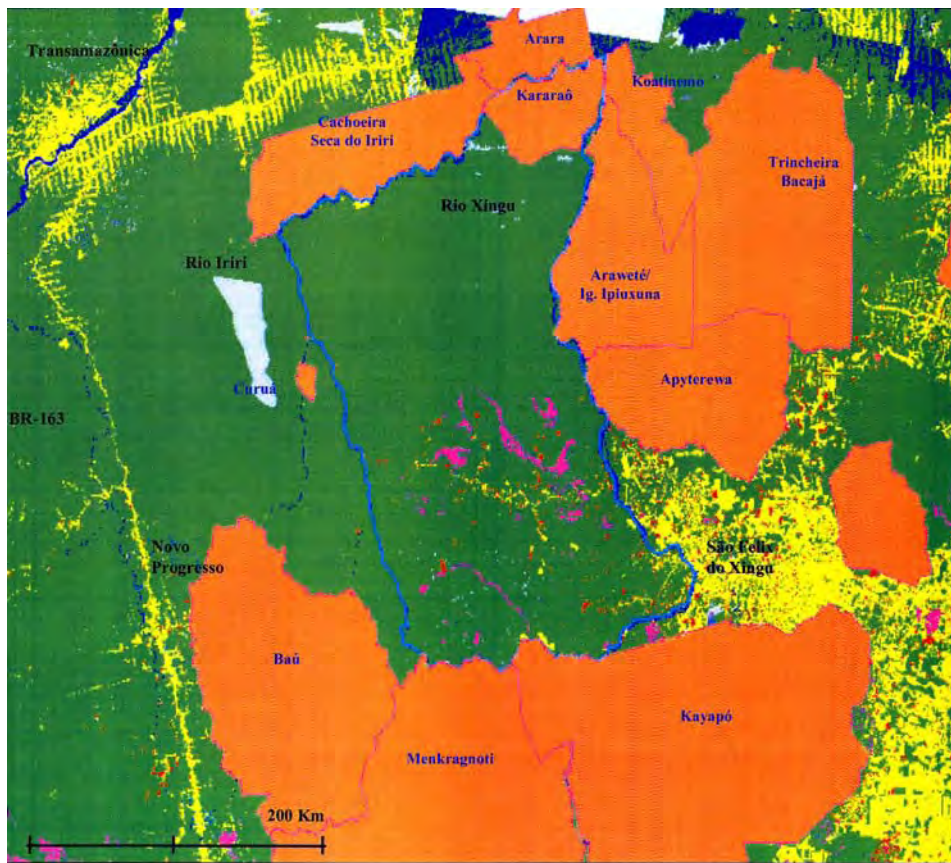 Arara
Transamazônica
Kararaô
Koatinemo
Cachoeira
Seca do Iriri
Trincheira
Bacajá
Rio Xingu
Rio Iriri
Araweté/
Ig. Ipiuxuna
Apyterewa
Curuá
BR-163
Novo
Progresso
São Felix
do Xingu
Baú
Kayapó
Menkragnoti
200 Km